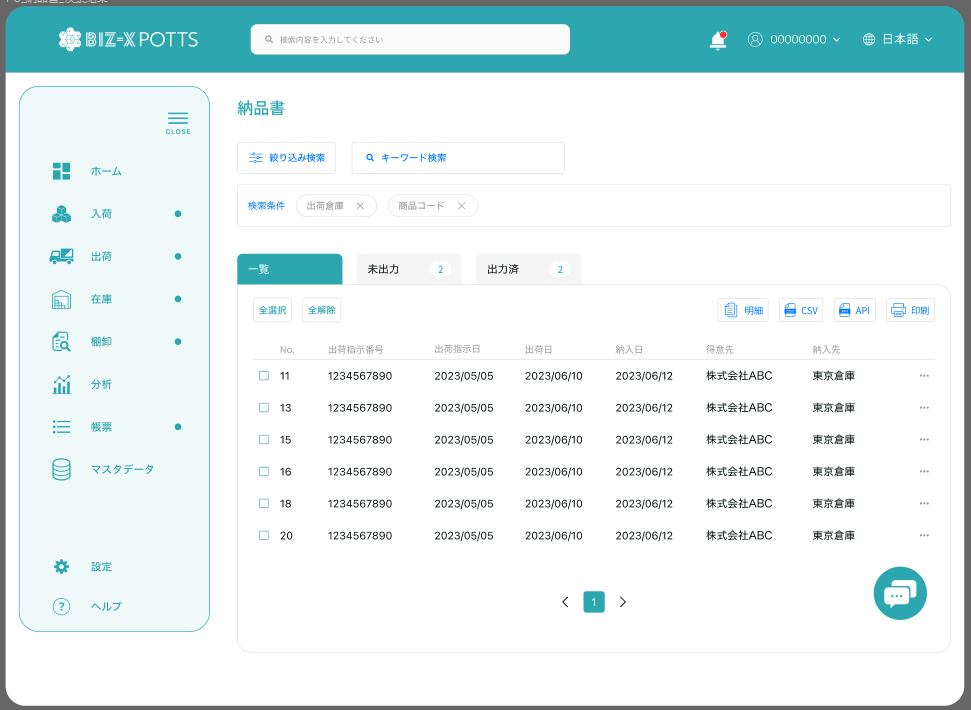 BIZ-X POTTS
検索内容を入力してください
00000000
日本語
CLOSE
ホーム
入荷
出荷
在庫
棚卸
分析
帳票
マスタデータ
設定
? ヘルプ
納品書
絞り込み検索
キーワード検索
検索条件 出荷倉庫 商品コード
一覧 未出力 2 出力済 2
全選択 全解除 明細 CSV API 印刷
No. 出荷指示番号 出荷指示日 出荷日 納入日 得意先 納入先
11 1234567890 2023/05/05 2023/06/10 2023/06/12 株式会社ABC 東京倉庫 ...
13 1234567890 2023/05/05 2023/06/10 2023/06/12 株式会社ABC 東京倉庫 ...
15 1234567890 2023/05/05 2023/06/10 2023/06/12 株式会社ABC 東京倉庫 ...
16 1234567890 2023/05/05 2023/06/10 2023/06/12 株式会社ABC 東京倉庫 ...
18 1234567890 2023/05/05 2023/06/10 2023/06/12 株式会社ABC 東京倉庫 ...
20 1234567890 2023/05/05 2023/06/10 2023/06/12 株式会社ABC 東京倉庫 ...
1